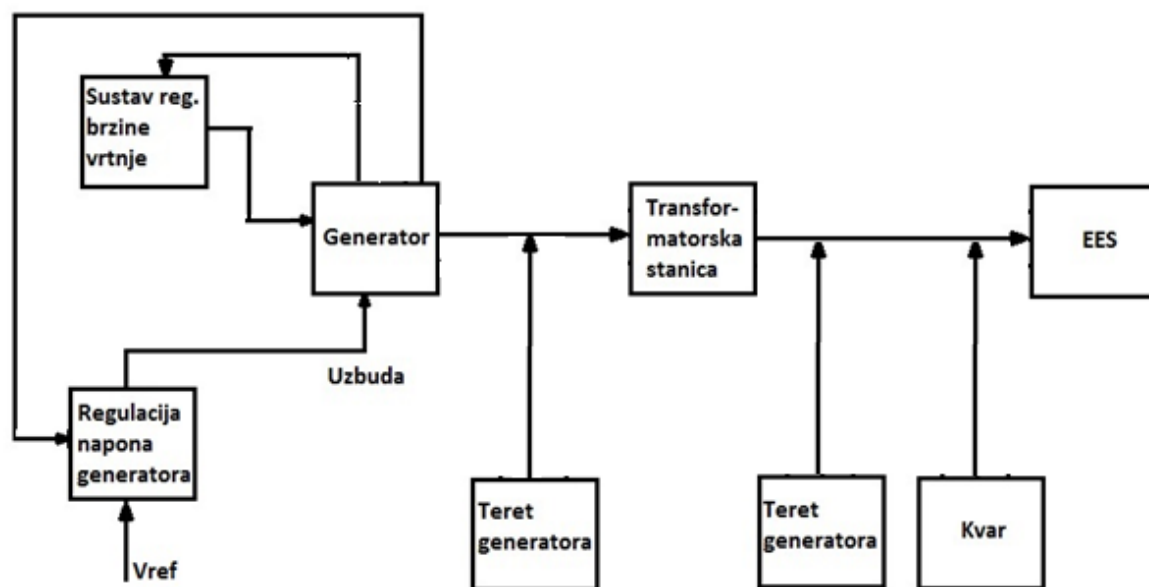 Sustav reg.
brzine
vrtnje
Generator
Transfor-
matorska
stanica
EES
Uzbuda
Regulacija
napona
generatora
Vref
Teret
generatora
Teret
generatora
Kvar